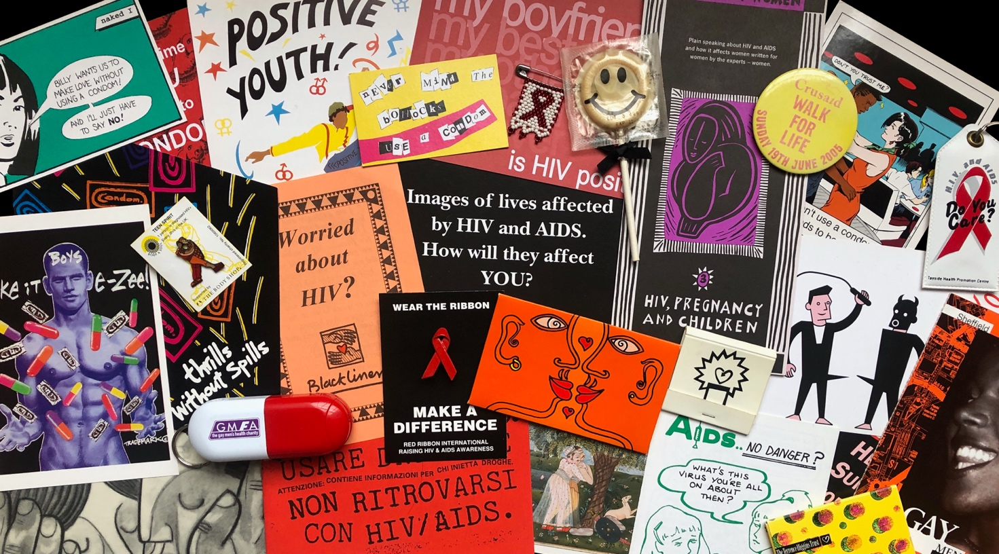 naked I
BILLY WANTS US TO
MAKE LOVE WITHOUT
USING A CONDOM!
AND I'LL JUST HAVE
TO SAY NO!
POSITIVE
YOUTH!
never Mind The
bollocks
USE a Condom
my boyfrien
my best
is HIV posi
WOMEN
Plain speaking about HIV and AIDS
and how it affects women written for
women by the experts – women.
3
HIV, PREGNANCY
AND CHILDREN
Crusaid
WALK
FOR
LIFE
SUNDAY 19TH JUNE 2005
DON'T YOU TRUST ME?
n't use a condo
ds to h
H.I.V. and AIDS
Do You
Care?
Tayside Health Promotion Centre
Condom.
TEEN SPIRIT
THE BODY SHOP
thrills
without Spills
BOYS
KE iT E-Zee!
TRADEMARK
Worried
about
HIV?
Blackliners
Images of lives affected
by HIV and AIDS.
How will they affect
YOU?
WEAR THE RIBBON
MAKE A
DIFFERENCE
RED RIBBON INTERNATIONAL
RAISING HIV & AIDS AWARENESS
GMFA
the gay men's health charity
USARE
ATTENZIONE: CONTIENE INFORMAZIONI PER CHI INIETTA DROGHE.
NON RITROVARSI
CON HIV/AIDS.
AIDS.. NO DANGER?
WHAT'S THIS
VIRUS YOU'RE ALL
ON ABOUT
THEN?
Sheffield
GAY
MEN
The Terrence Higgins Trust